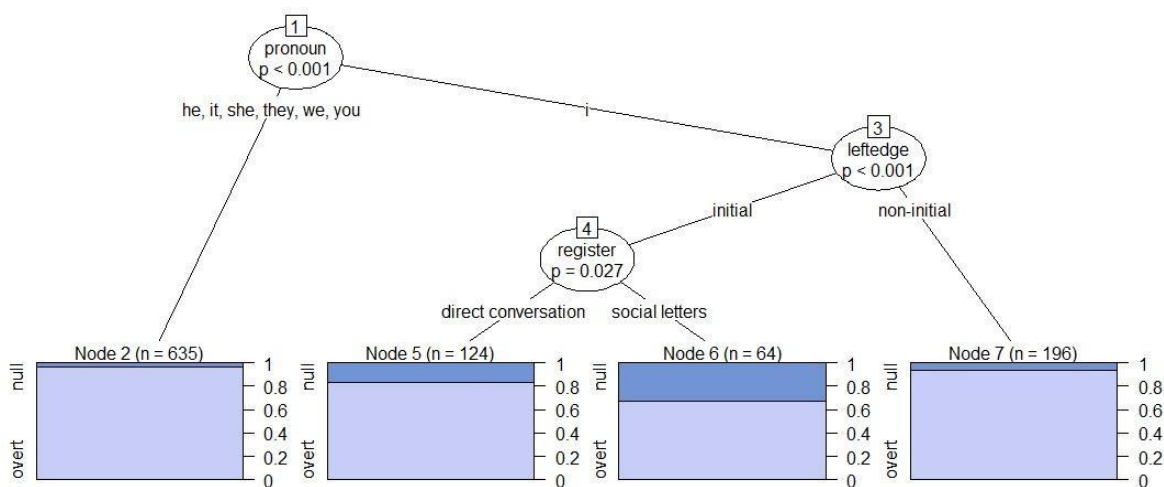 1
pronoun
p < 0.001
he, it, she, they, we, you
i
3
leftedge
p < 0.001
initial
non-initial
4
register
p = 0.027
direct conversation
social letters
Node 2 (n = 635)
null
overt
1
0.8
0.6
0.4
0.2
0
Node 5 (n = 124)
null
overt
1
0.8
0.6
0.4
0.2
0
Node 6 (n = 64)
null
overt
1
0.8
0.6
0.4
0.2
0
Node 7 (n = 196)
null
overt
1
0.8
0.6
0.4
0.2
0